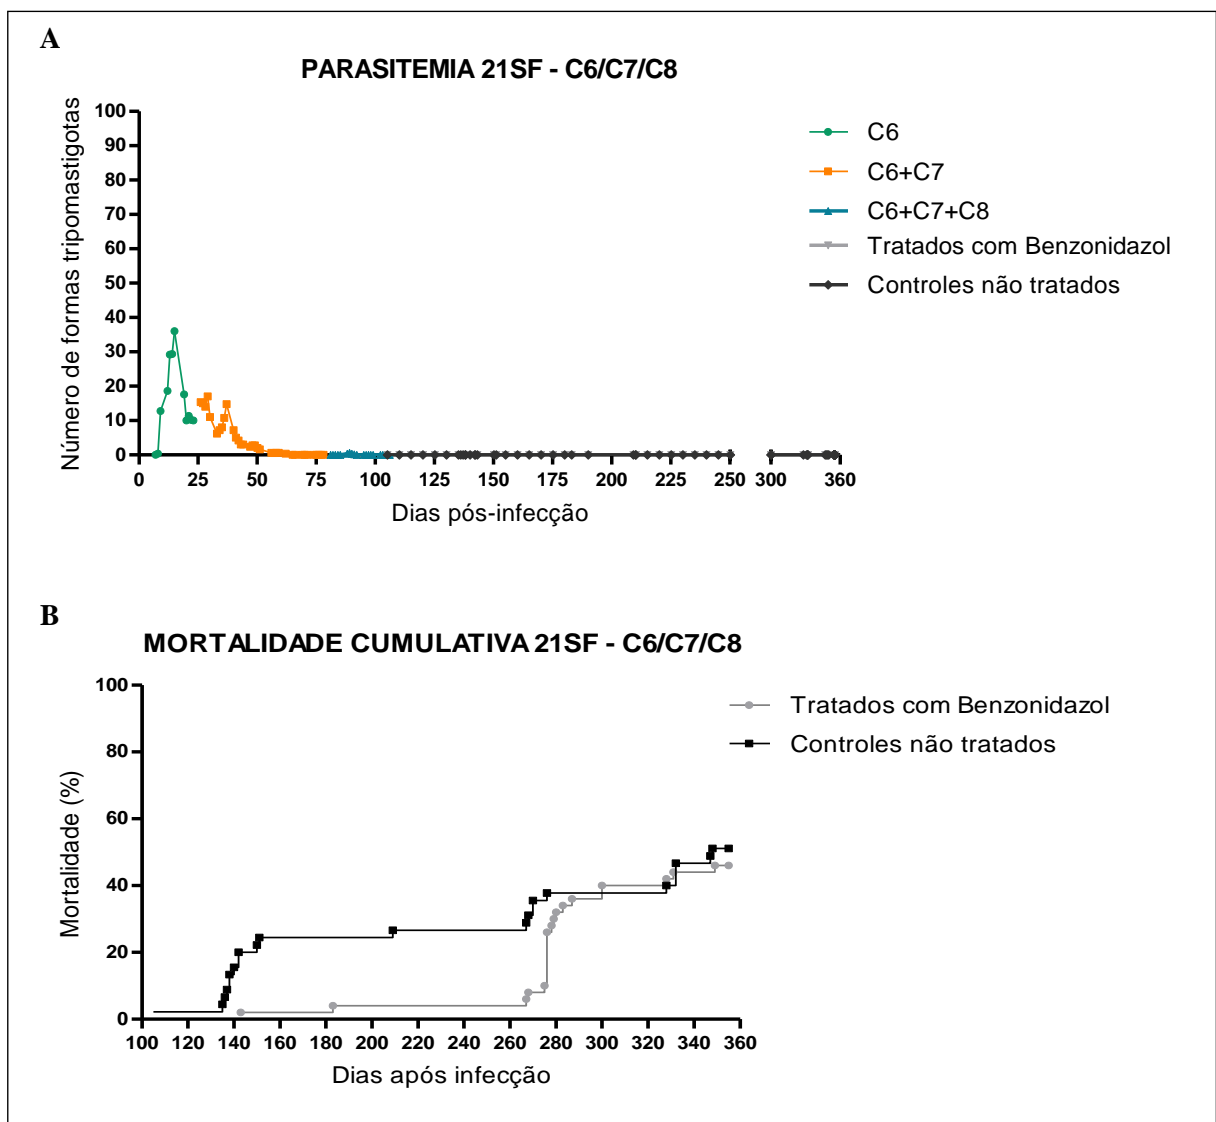 A
PARASITEMIA 21SF - C6/C7/C8
Número de formas tripomastigotas
100
90
80
70
60
50
40
30
20
10
0
0 25 50 75 100 125 150 175 200 225 250 300 360
Dias pós-infecção
C6
C6+C7
C6+C7+C8
Tratados com Benzonidazol
Controles não tratados
B
MORTALIDADE CUMULATIVA 21SF - C6/C7/C8
Mortalidade (%)
100
80
60
40
20
0
100 120 140 160 180 200 220 240 260 280 300 320 340 360
Dias após infecção
Tratados com Benzonidazol
Controles não tratados